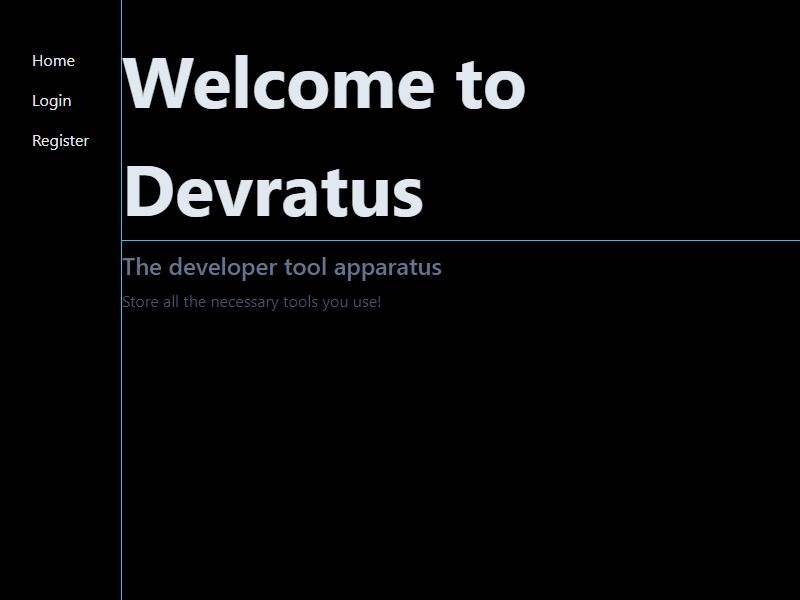 Home
Login
Register
Welcome to
Devratus
The developer tool apparatus
Store all the necessary tools you use!